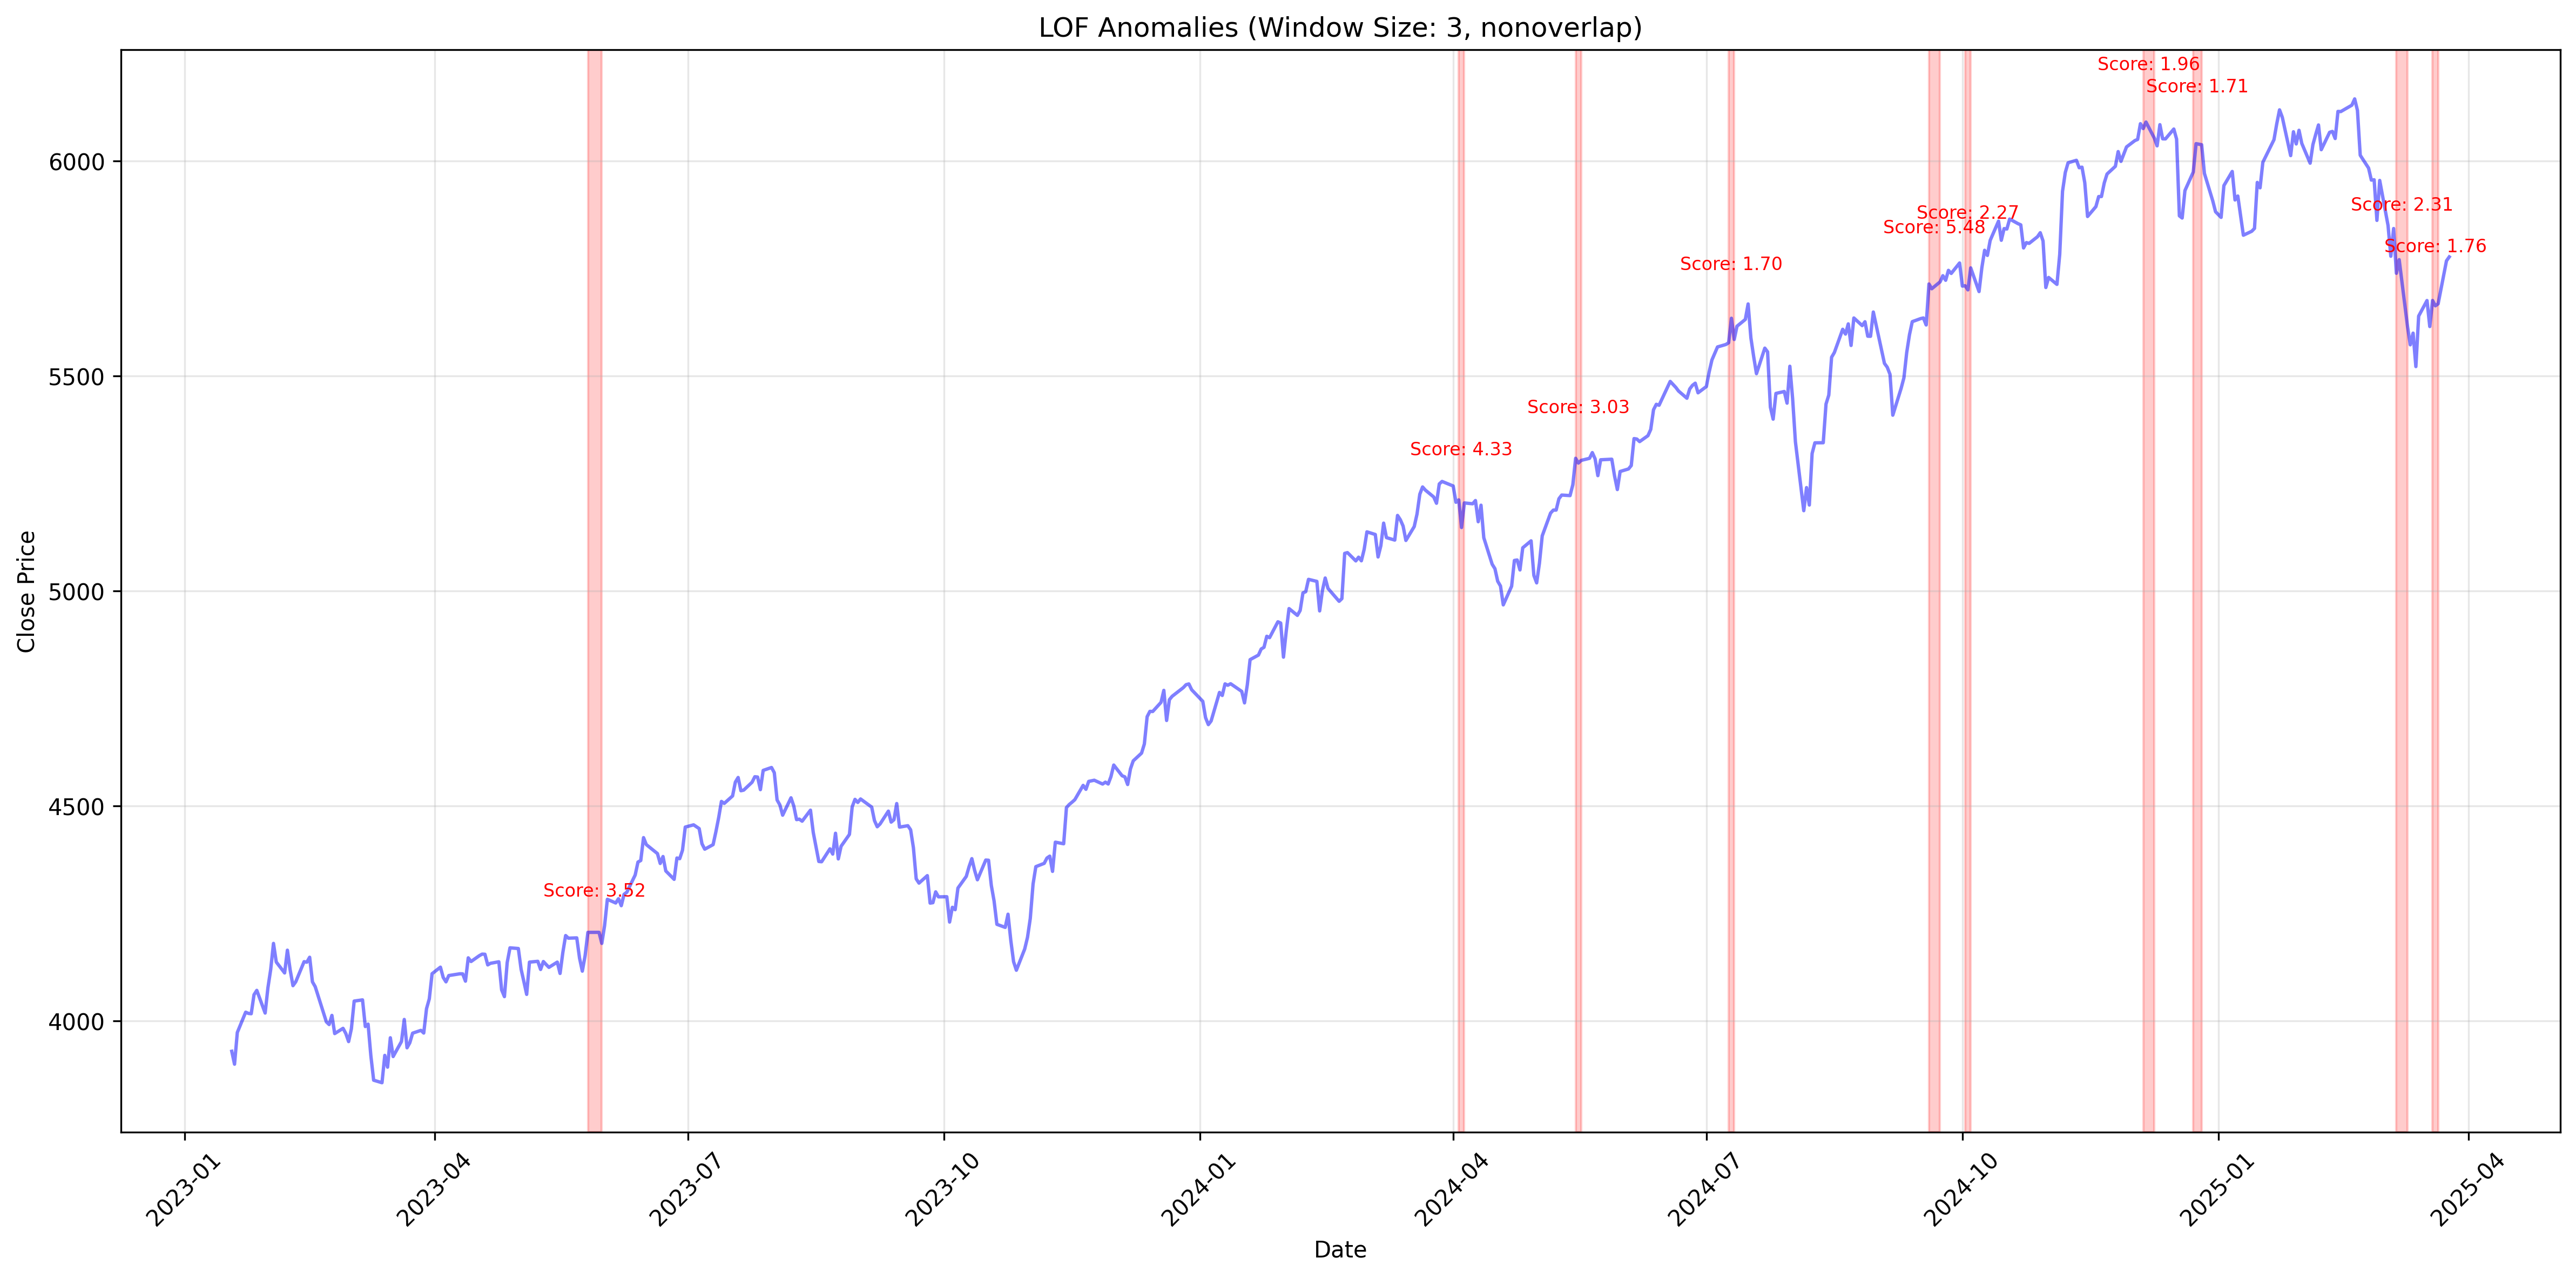 LOF Anomalies (Window Size: 3, nonoverlap)
Score: 1.96
Score: 1.71
Score: 2.31
Score: 2.27
Score: 5.48
Score: 1.76
Score: 1.70
Score: 3.03
Score: 4.33
Score: 3.52
Close Price
6000
5500
5000
4500
4000
2023-01
2023-04
2023-07
2023-10
2024-01
2024-04
2024-07
2024-10
2025-01
2025-04
Date